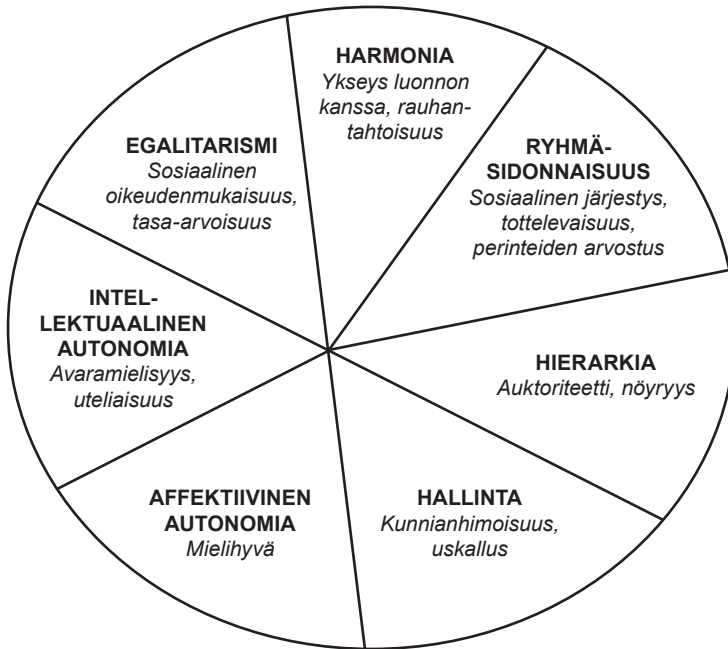 HARMONIA
Ykseys luonnon
kanssa, rauhan-
tahtoisuus
RYHMÄ-
SIDONNAISUUS
Sosiaalinen järjestys,
tottelevaisuus,
perinteiden arvostus
EGALITARISMI
Sosiaalinen
oikeudenmukaisuus,
tasa-arvoisuus
INTEL-
LEKTUAALINEN
AUTONOMIA
Avaramielisyys,
uteliaisuus
HIERARKIA
Auktoriteetti, nöyryys
AFFEKTIIVINEN
AUTONOMIA
Mielihyvä
HALLINTA
Kunnianhimoisuus,
uskallus